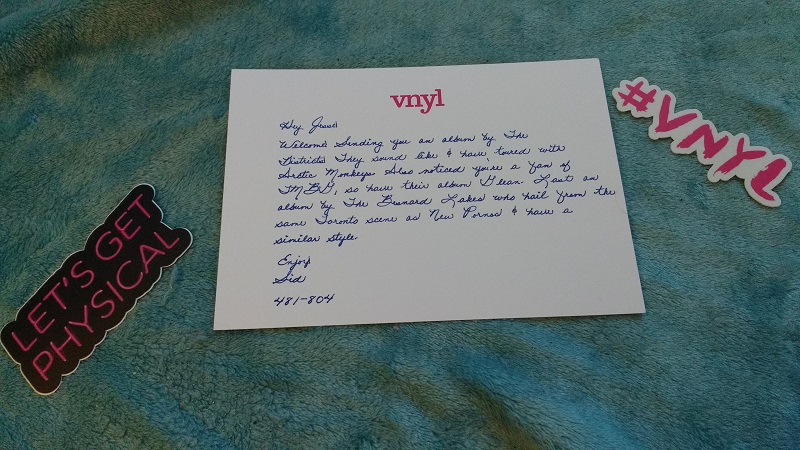 vnyl
Hey Jesse!
Welcome! Sending you an album by The
Districts! They sound like & have toured with
Arctic Monkeys. Also noticed you're a fan of
TMBG, so have their album Glean. Last an
album by The Besnard Lakes who hail from the
same Toronto scene as New Pornos & have a
similar style.
Enjoy!
Sid
481-804
#VNYL
LET'S GET
PHYSICAL